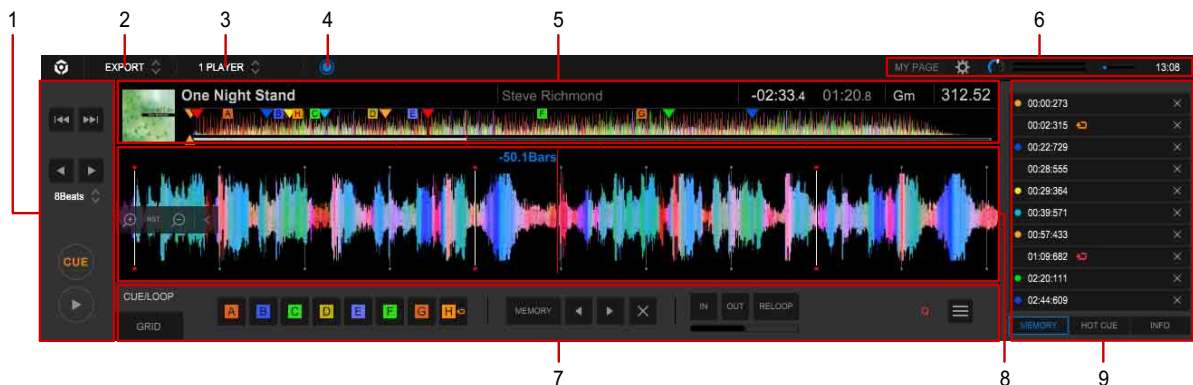 1 2 3 4 5 6
EXPORT 1 PLAYER MY PAGE 13:08
One Night Stand Steve Richmond -02:33.4 01:20.8 Gm 312.52
A B H C D E F G
-50.1Bars
8Beats
RST
CUE
00:00:273
00:02:315
00:22:729
00:28:555
00:29:364
00:39:571
00:57:433
01:09:682
02:20:111
02:44:609
CUE/LOOP
GRID
A B C D E F G H
MEMORY
IN OUT RELOOP
Q
MEMORY HOT CUE INFO
7 8 9